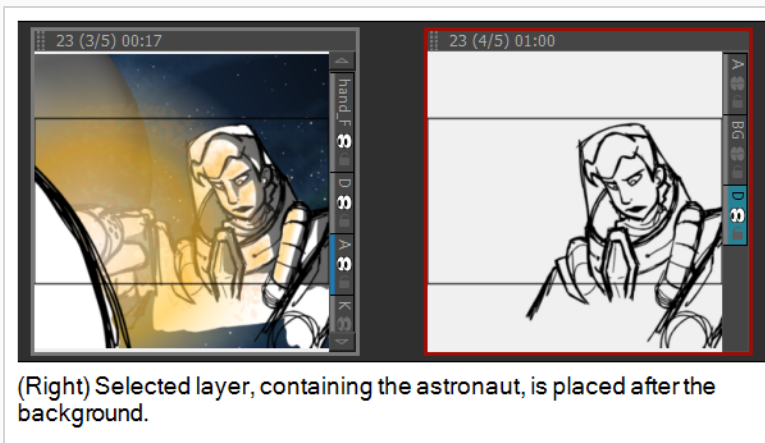 23 (3/5) 00:17
hand_F
D
A
K
23 (4/5) 01:00
A
BG
D
(Right) Selected layer, containing the astronaut, is placed after the
background.